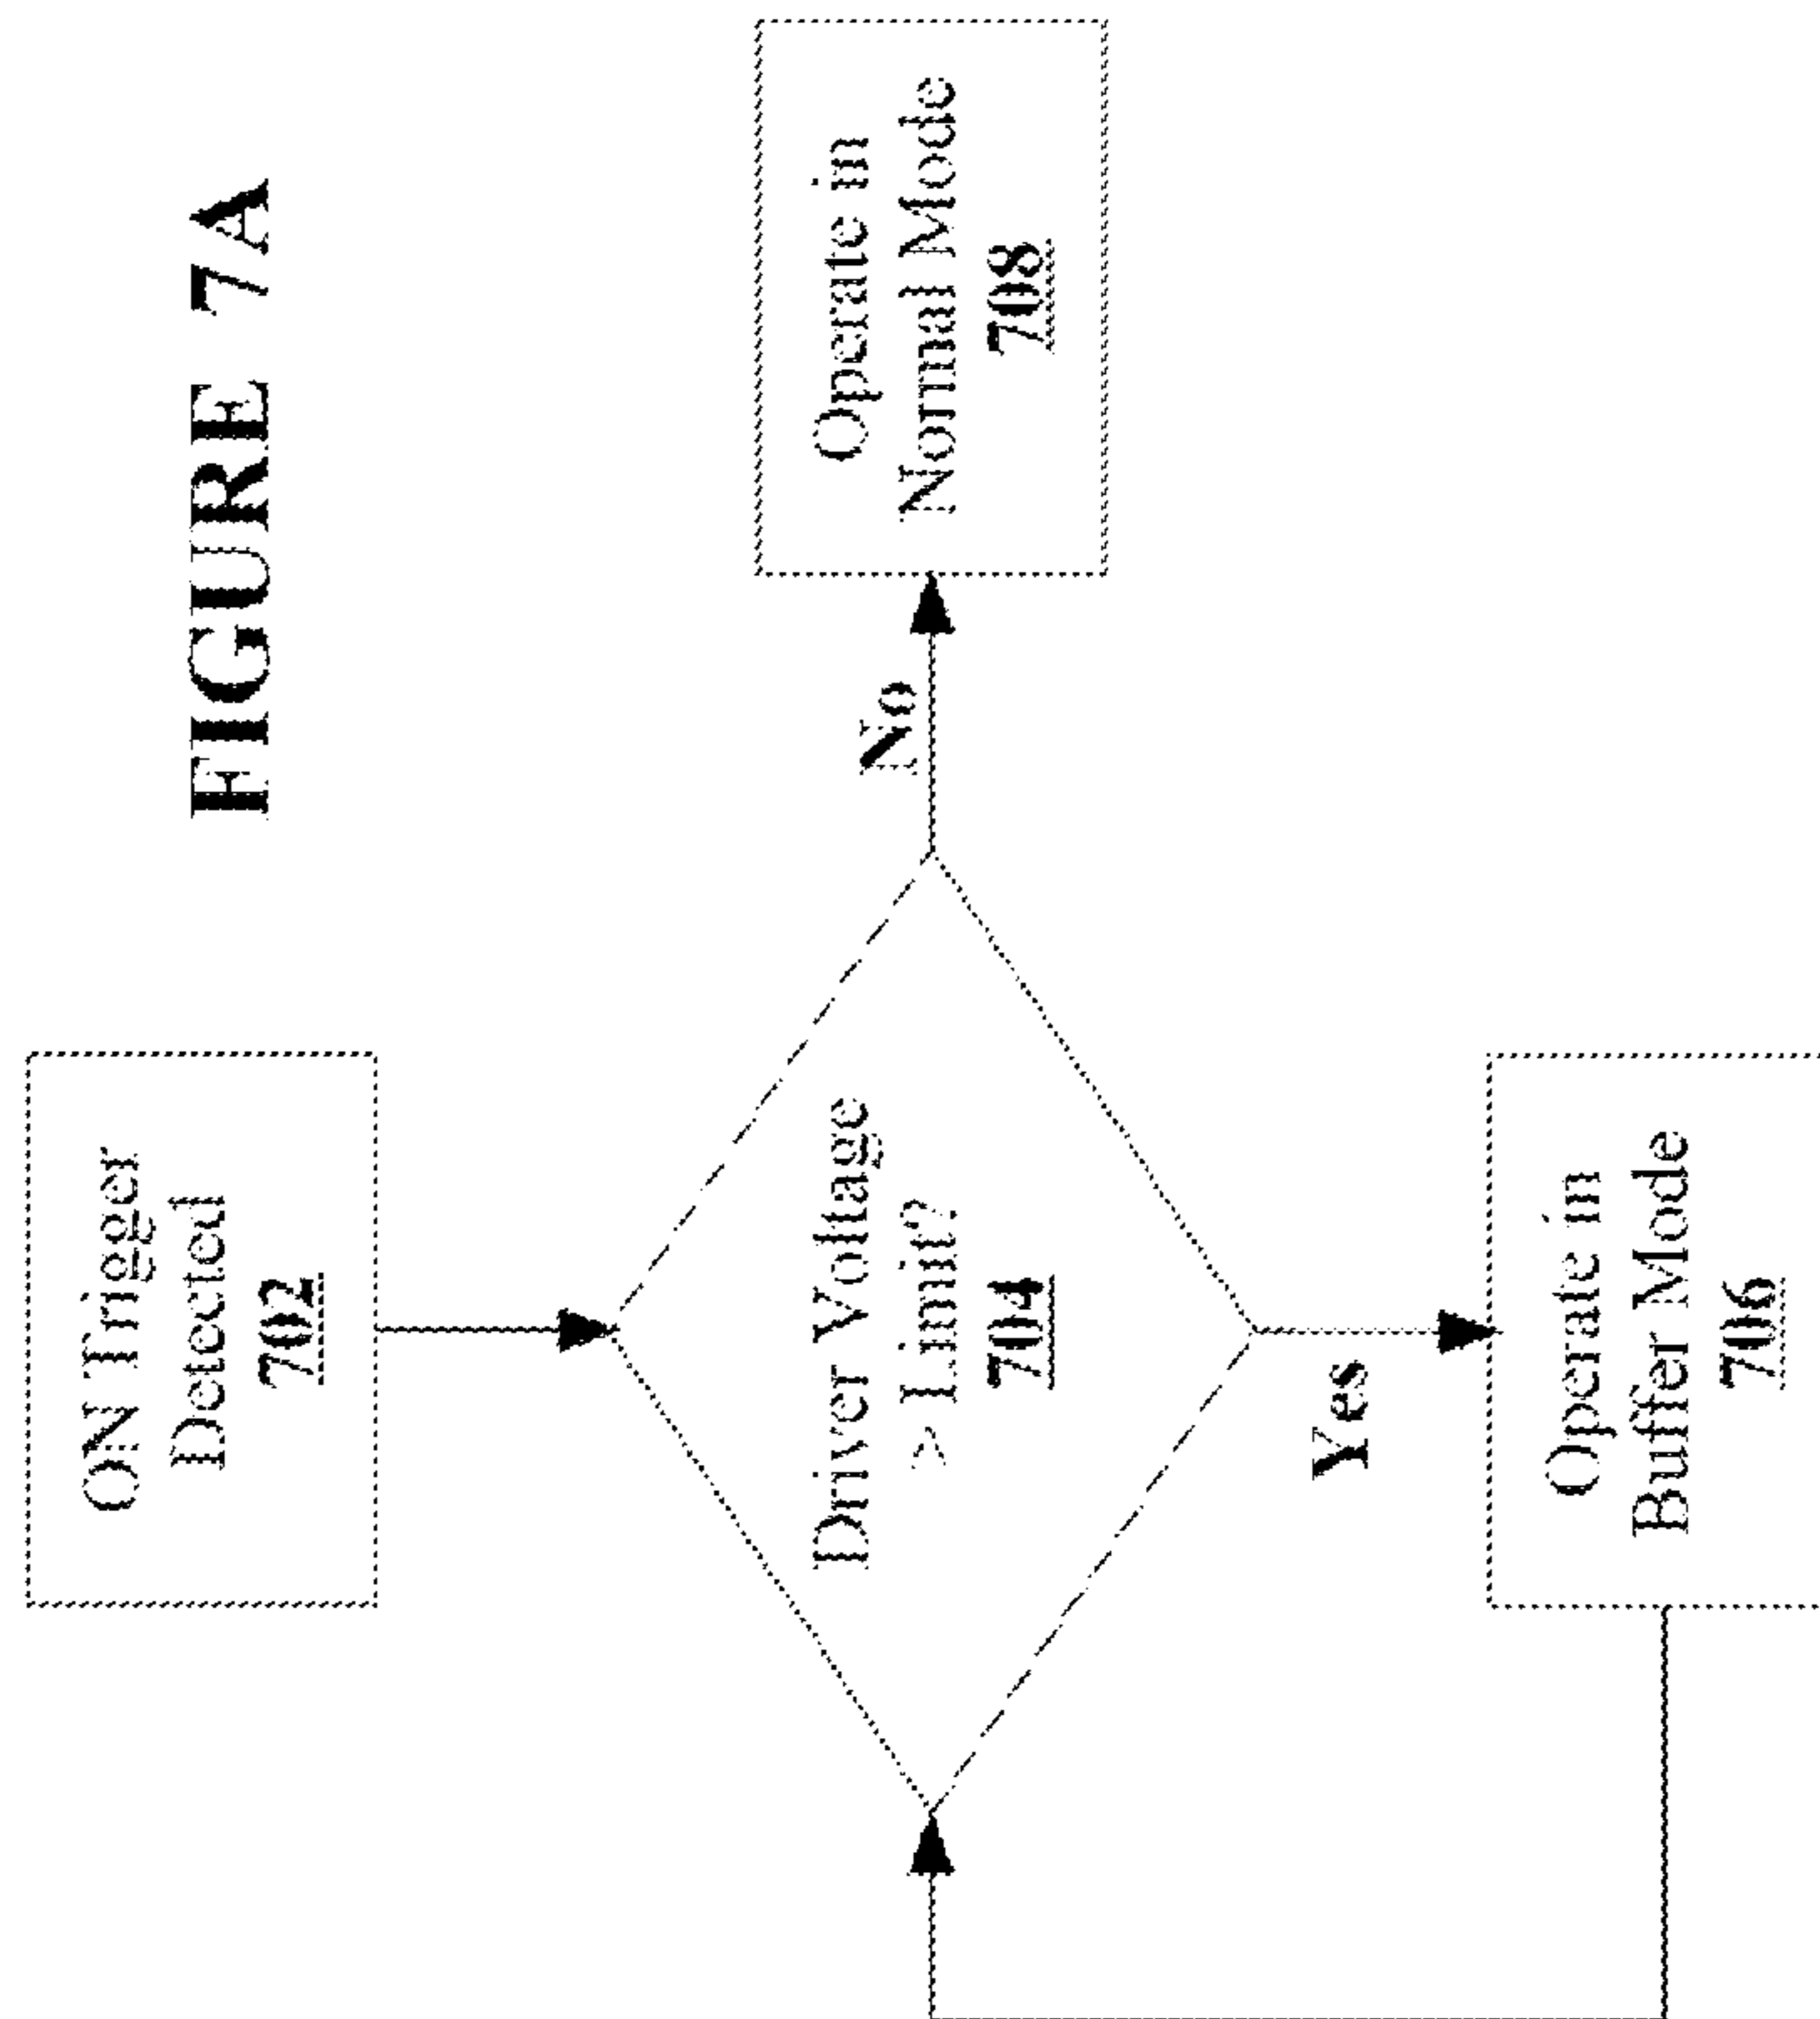 FIGURE 7A
ON Trigger
Detected
702
Driver Voltage
> Limit?
704
No
Operate in
Normal Mode
708
Yes
Operate in
Buffer Mode
706